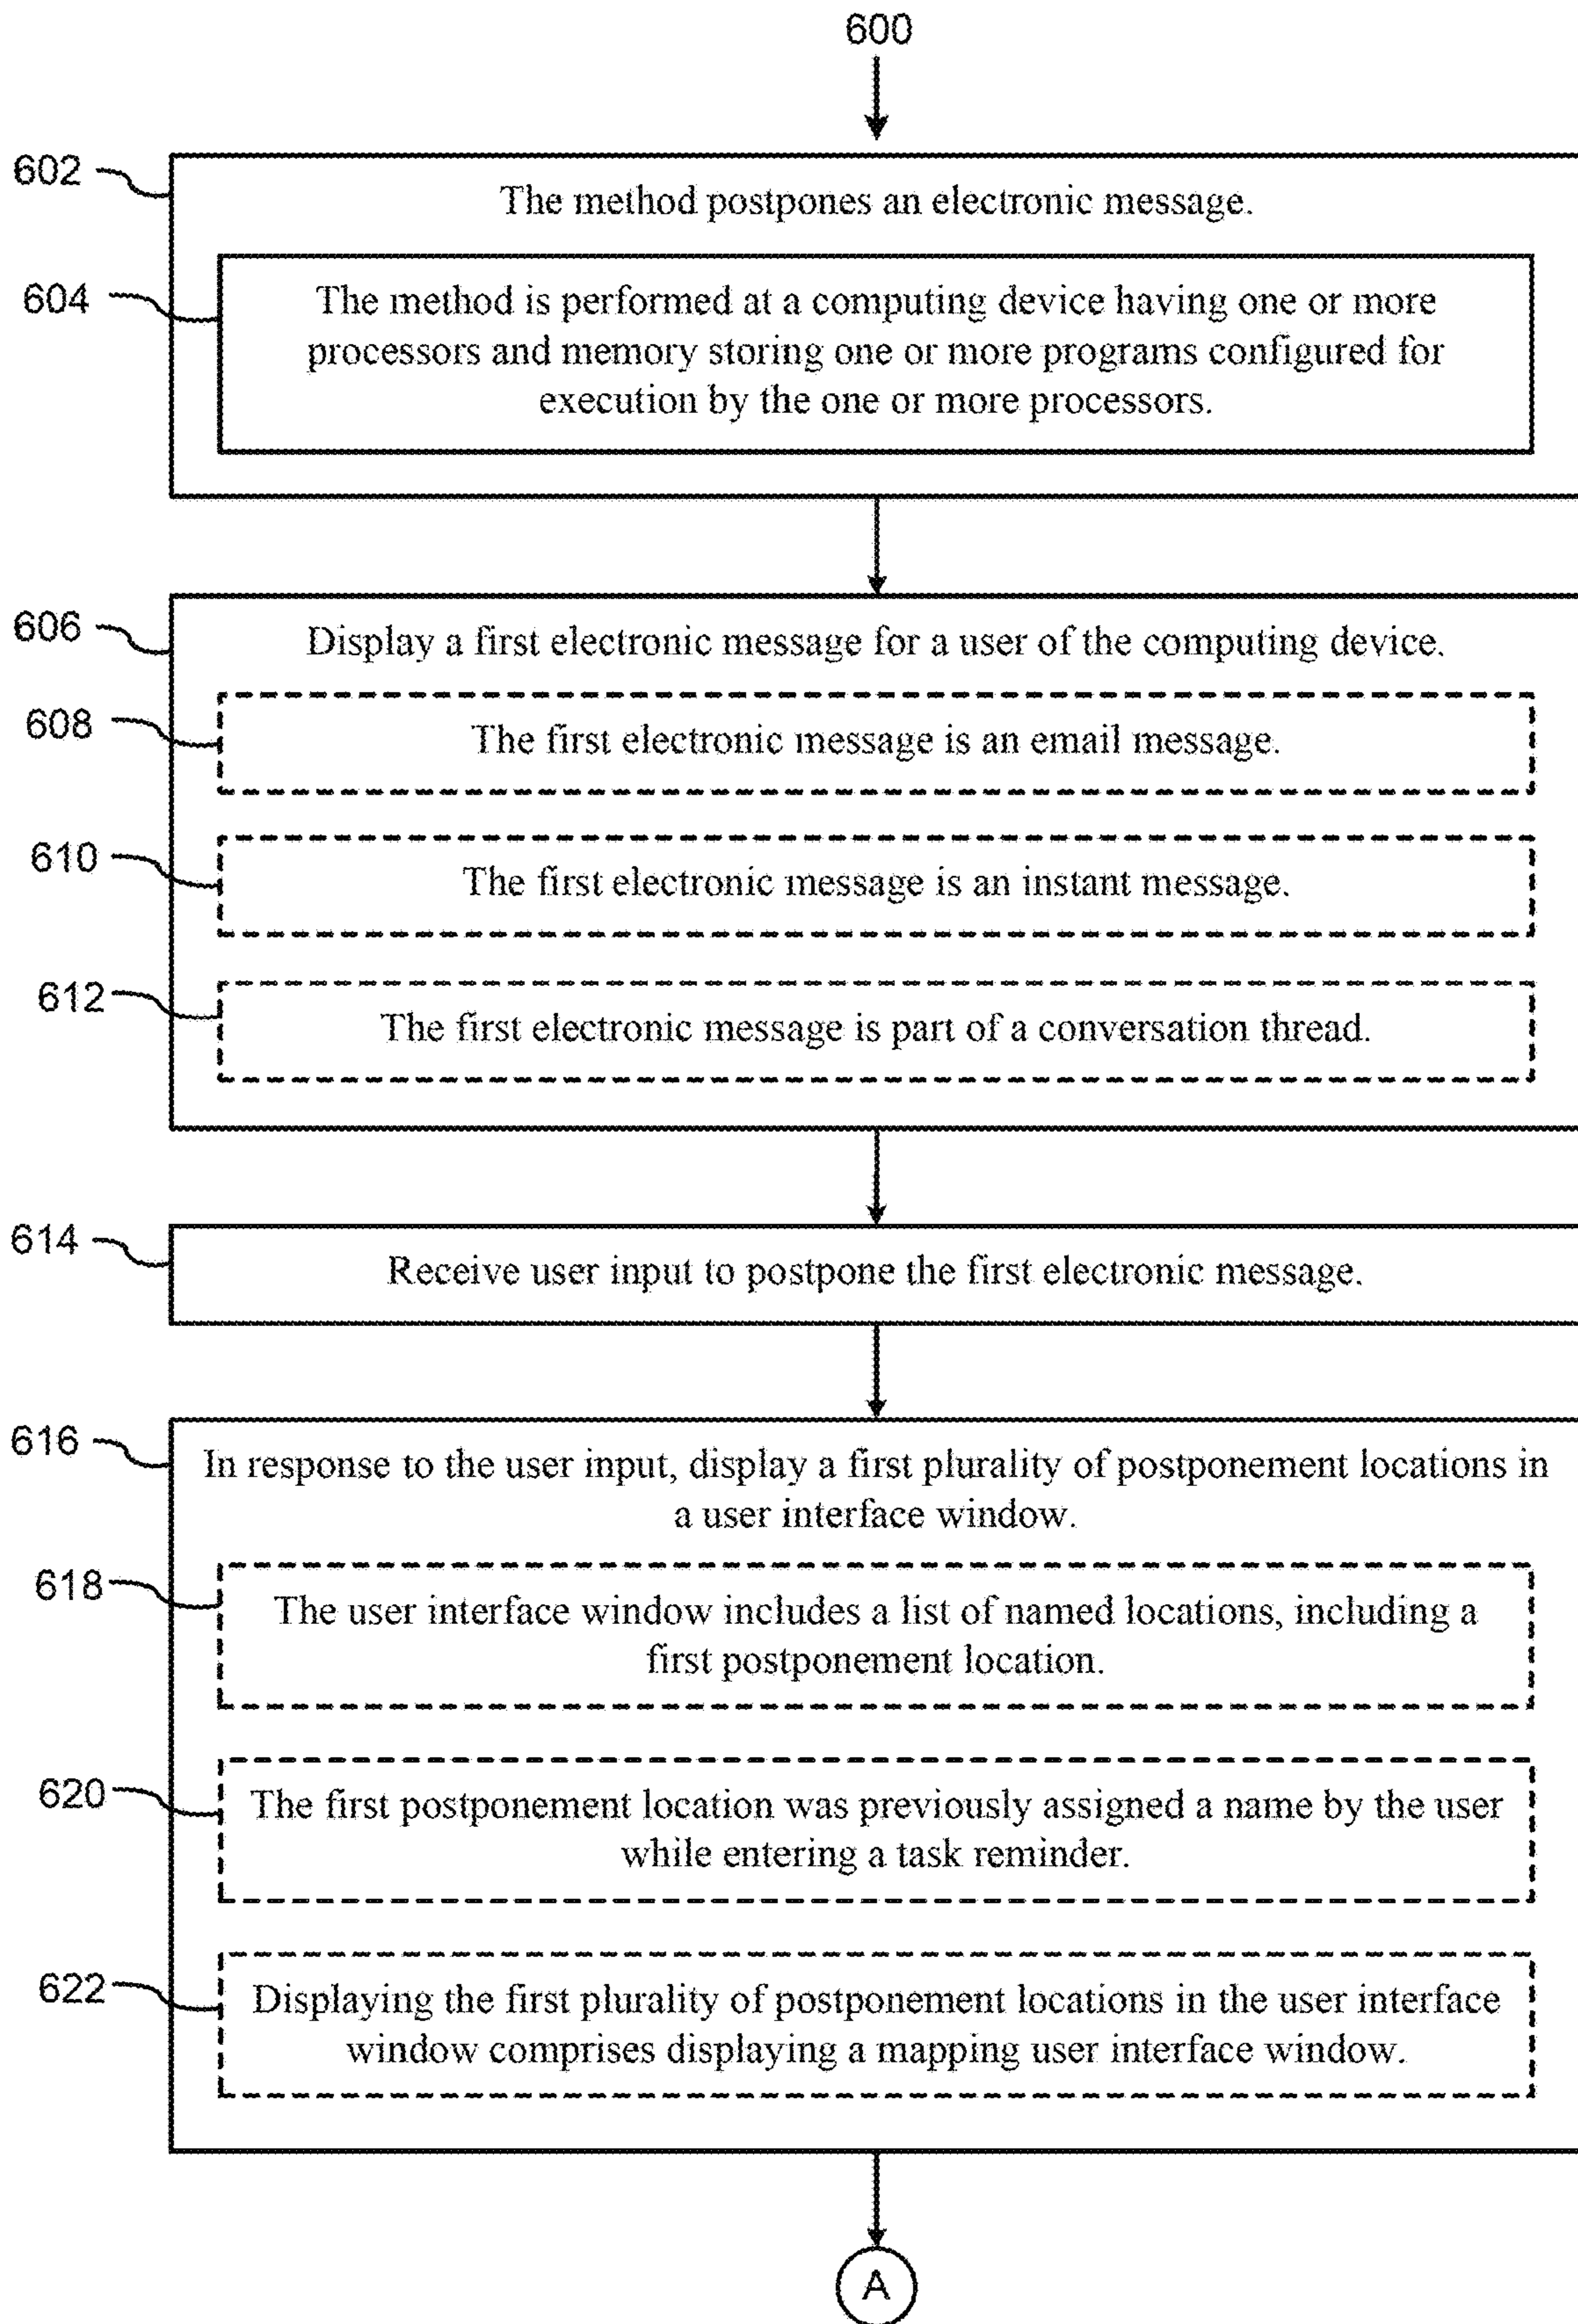 600
602
The method postpones an electronic message.
604
The method is performed at a computing device having one or more
processors and memory storing one or more programs configured for
execution by the one or more processors.
606
Display a first electronic message for a user of the computing device.
608
The first electronic message is an email message.
610
The first electronic message is an instant message.
612
The first electronic message is part of a conversation thread.
614
Receive user input to postpone the first electronic message.
616
In response to the user input, display a first plurality of postponement locations in
a user interface window.
618
The user interface window includes a list of named locations, including a
first postponement location.
620
The first postponement location was previously assigned a name by the user
while entering a task reminder.
622
Displaying the first plurality of postponement locations in the user interface
window comprises displaying a mapping user interface window.
A